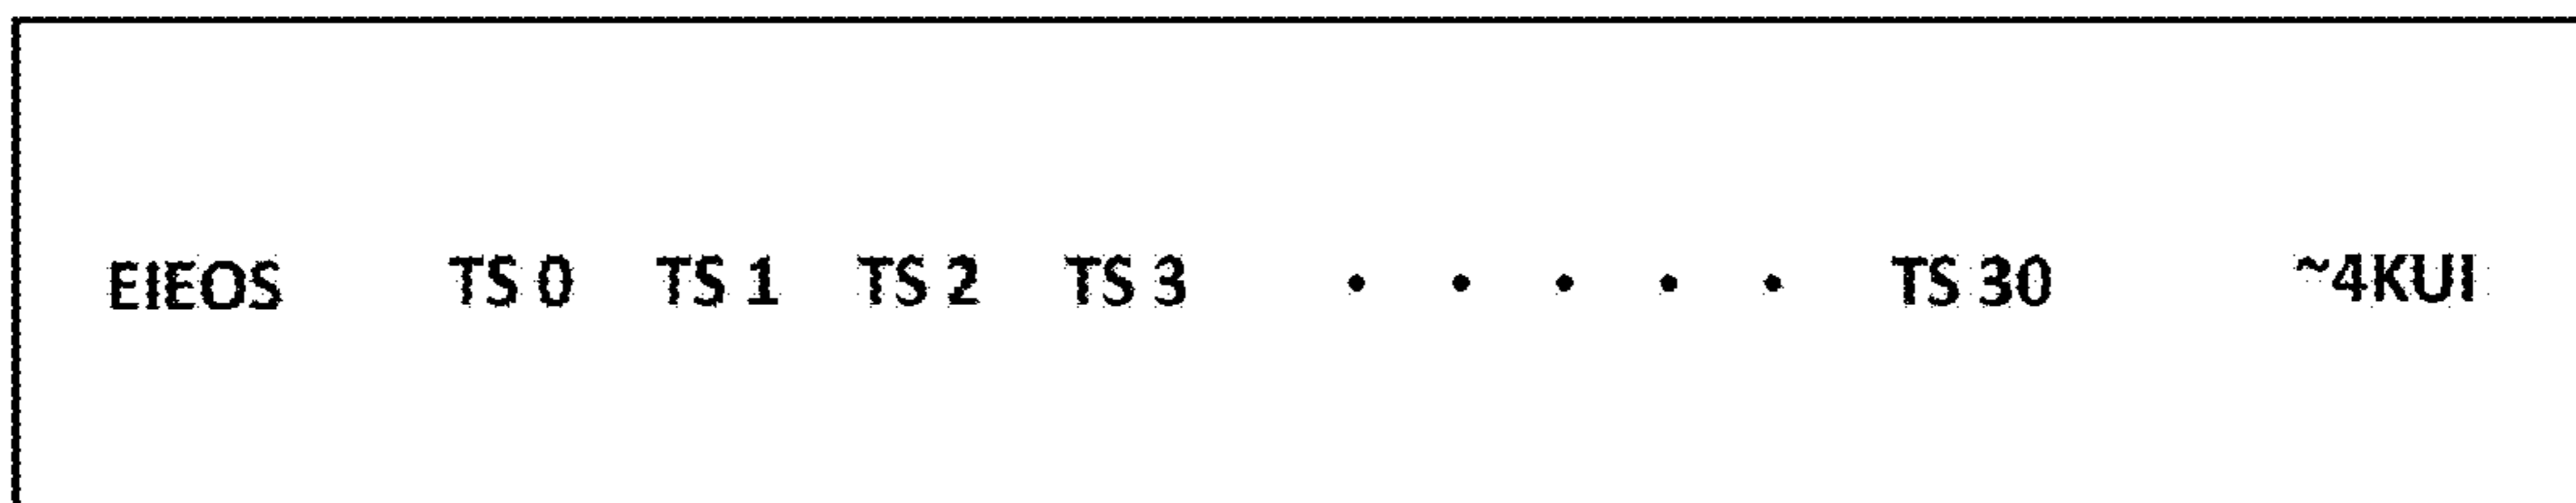 EIEOS TS 0 TS 1 TS 2 TS 3 • • • • • TS 30 ~4KUI